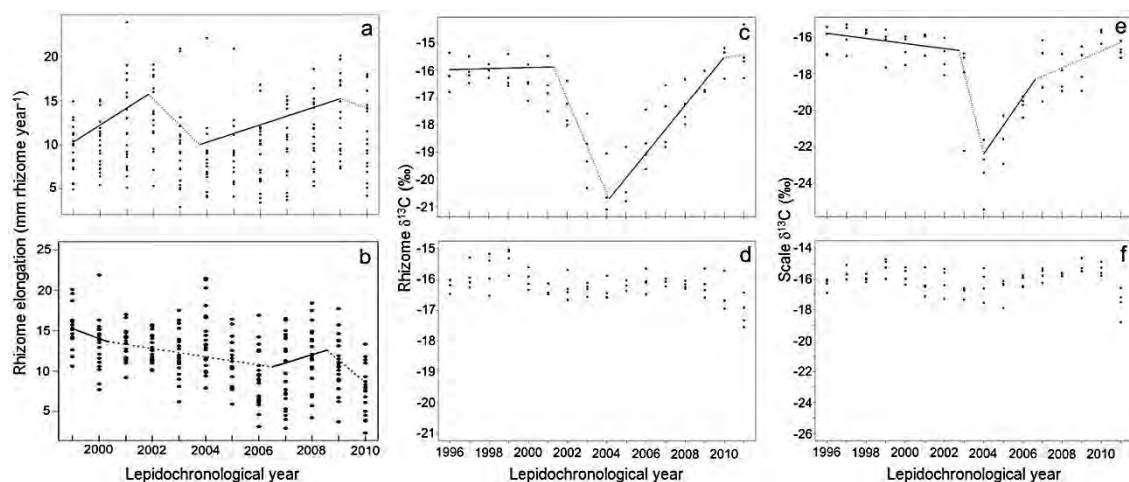 a
20
15
10
5
b
25
20
15
10
5
2000 2002 2004 2006 2008 2010
Lepidochronological year
Rhizome elongation (mm rhizome year⁻¹)
c
-15
-16
-17
-18
-19
-20
-21
d
-15
-16
-17
-18
-19
-20
-21
1996 1998 2000 2002 2004 2006 2008 2010
Lepidochronological year
Rhizome δ¹³C (‰)
e
-16
-18
-20
-22
-24
-26
f
-14
-16
-18
-20
-22
-24
-26
1996 1998 2000 2002 2004 2006 2008 2010
Lepidochronological year
Scale δ¹³C (‰)